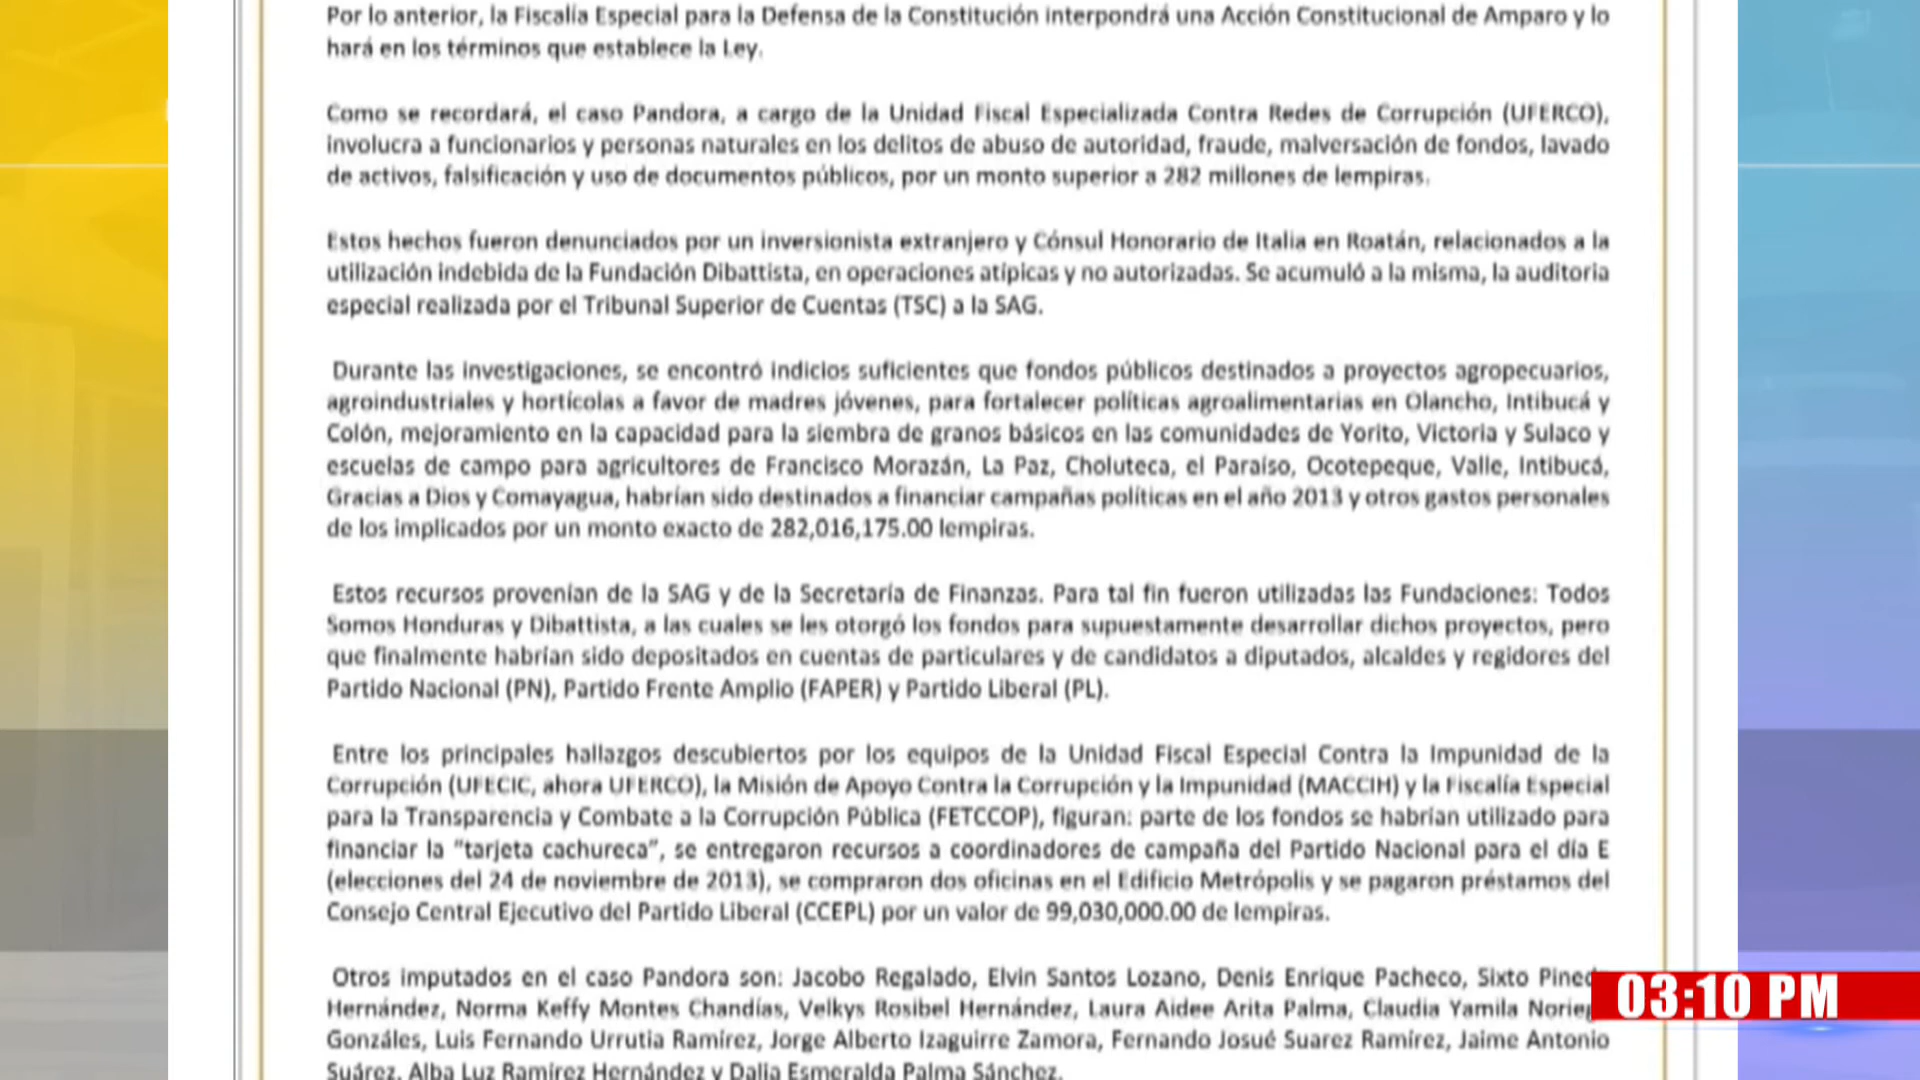 Por lo anterior, la Fiscalía Especial para la Defensa de la Constitución interpondrá una Acción Constitucional de Amparo y lo
hará en los términos que establece la Ley.
Como se recordará, el caso Pandora, a cargo de la Unidad Fiscal Especializada Contra Redes de Corrupción (UFERCO),
involucra a funcionarios y personas naturales en los delitos de abuso de autoridad, fraude, malversación de fondos, lavado
de activos, falsificación y uso de documentos públicos, por un monto superior a 282 millones de lempiras.
Estos hechos fueron denunciados por un inversionista extranjero y Cónsul Honorario de Italia en Roatán, relacionados a la
utilización indebida de la Fundación Dibattista, en operaciones atípicas y no autorizadas. Se acumuló a la misma, la auditoria
especial realizada por el Tribunal Superior de Cuentas (TSC) a la SAG.
Durante las investigaciones, se encontró indicios suficientes que fondos públicos destinados a proyectos agropecuarios,
agroindustriales y hortícolas a favor de madres jóvenes, para fortalecer políticas agroalimentarias en Olancho, Intibucá y
Colón, mejoramiento en la capacidad para la siembra de granos básicos en las comunidades de Yorito, Victoria y Sulaco y
escuelas de campo para agricultores de Francisco Morazán, La Paz, Choluteca, el Paraíso, Ocotepeque, Valle, Intibucá,
Gracias a Dios y Comayagua, habrían sido destinados a financiar campañas políticas en el año 2013 y otros gastos personales
de los implicados por un monto exacto de 282,016,175.00 lempiras.
Estos recursos provenían de la SAG y de la Secretaría de Finanzas. Para tal fin fueron utilizadas las Fundaciones: Todos
Somos Honduras y Dibattista, a las cuales se les otorgó los fondos para supuestamente desarrollar dichos proyectos, pero
que finalmente habrían sido depositados en cuentas de particulares y de candidatos a diputados, alcaldes y regidores del
Partido Nacional (PN), Partido Frente Amplio (FAPER) y Partido Liberal (PL).
Entre los principales hallazgos descubiertos por los equipos de la Unidad Fiscal Especial Contra la Impunidad de la
Corrupción (UFECIC, ahora UFERCO), la Misión de Apoyo Contra la Corrupción y la Impunidad (MACCIH) y la Fiscalía Especial
para la Transparencia y Combate a la Corrupción Pública (FETCCOP), figuran: parte de los fondos se habrían utilizado para
financiar la "tarjeta cachureca", se entregaron recursos a coordinadores de campaña del Partido Nacional para el día E
(elecciones del 24 de noviembre de 2013), se compraron dos oficinas en el Edificio Metrópolis y se pagaron préstamos del
Consejo Central Ejecutivo del Partido Liberal (CCEPL) por un valor de 99,030,000.00 de lempiras.
Otros imputados en el caso Pandora son: Jacobo Regalado, Elvin Santos Lozano, Denis Enrique Pacheco, Sixto
Hernández, Norma Keffy Montes Chandías, Velkys Rosibel Hernández, Laura Aidee Arita Palma, Claudia Yamila
Gonzáles, Luis Fernando Urrutia Ramírez, Jorge Alberto Izaguirre Zamora, Fernando Josué Suarez Ramírez, Jaime Antonio
Suárez, Alba Luz Ramírez Hernández y Dalia Esmeralda Palma Sánchez.
03:10 PM